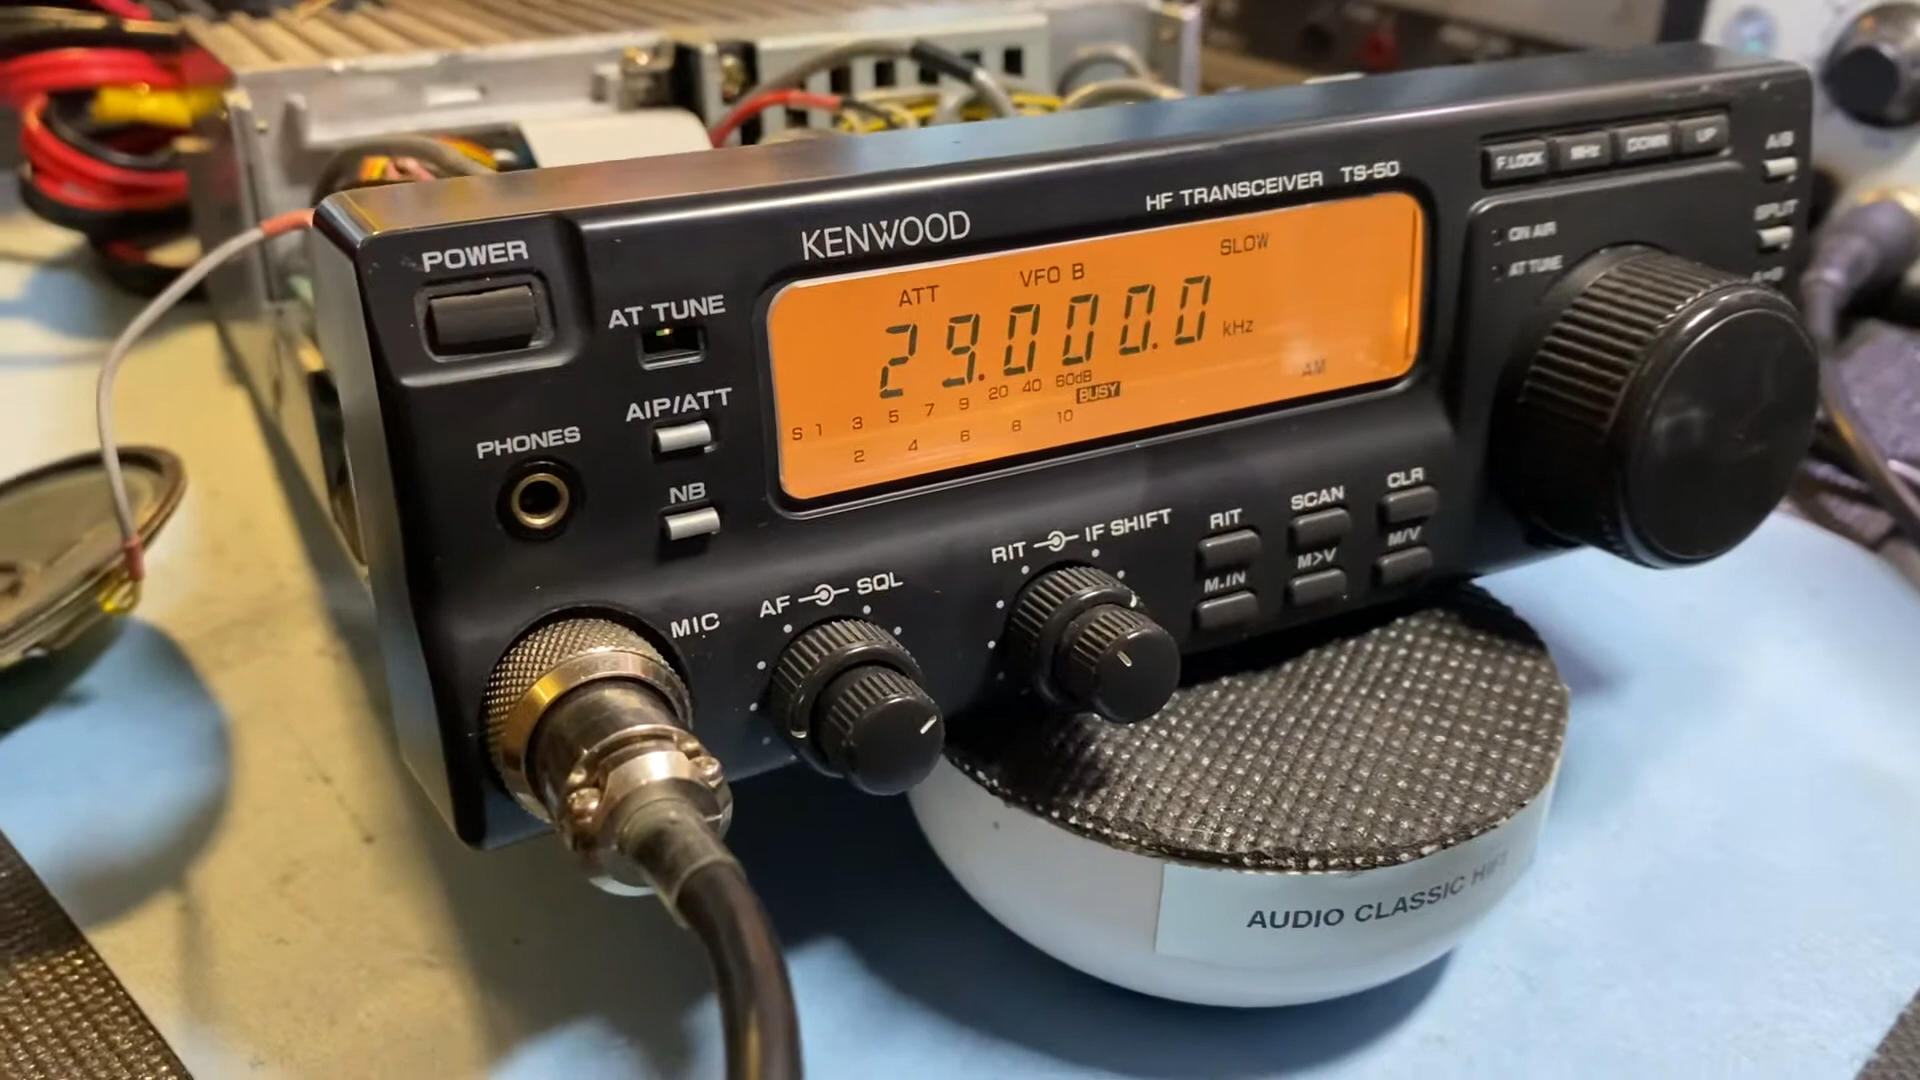 POWER
KENWOOD
HF TRANSCEIVER TS-50
F.LOCK MHz DOWN UP
A/B
SPLIT
ON AIR
AT TUNE
AT TUNE
AIP/ATT
PHONES
NB
ATT VFO B SLOW
29.000.0 kHz
S 1 3 5 7 9 20 40 60dB BUSY AM
2 4 6 8 10
MIC
AF SQL
RIT IF SHIFT
RIT SCAN CLR
M.IN M>V M/V
AUDIO CLASSIC